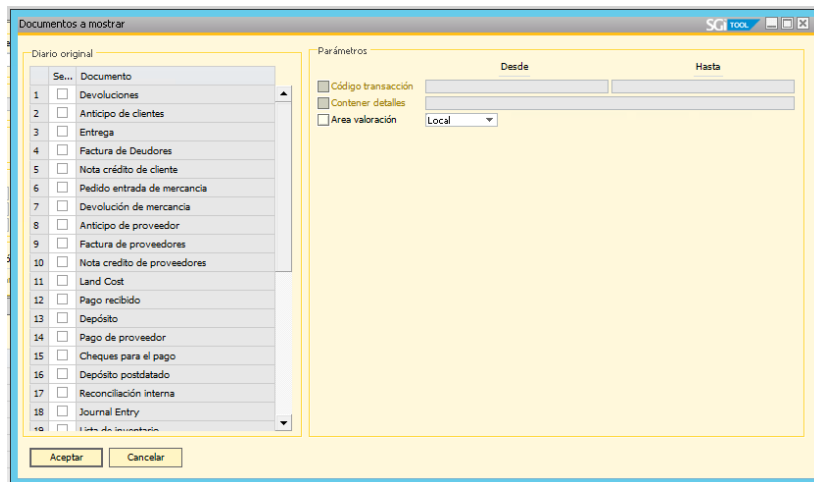 Documentos a mostrar
SGi TOOL
Diario original
Se... Documento
1 Devoluciones
2 Anticipo de clientes
3 Entrega
4 Factura de Deudores
5 Nota crédito de cliente
6 Pedido entrada de mercancia
7 Devolución de mercancia
8 Anticipo de proveedor
9 Factura de proveedores
10 Nota credito de proveedores
11 Land Cost
12 Pago recibido
13 Depósito
14 Pago de proveedor
15 Cheques para el pago
16 Depósito postdatado
17 Reconciliación interna
18 Journal Entry
19 Lista de inventario
Parámetros
Desde Hasta
Código transacción
Contener detalles
Area valoración Local
Aceptar Cancelar